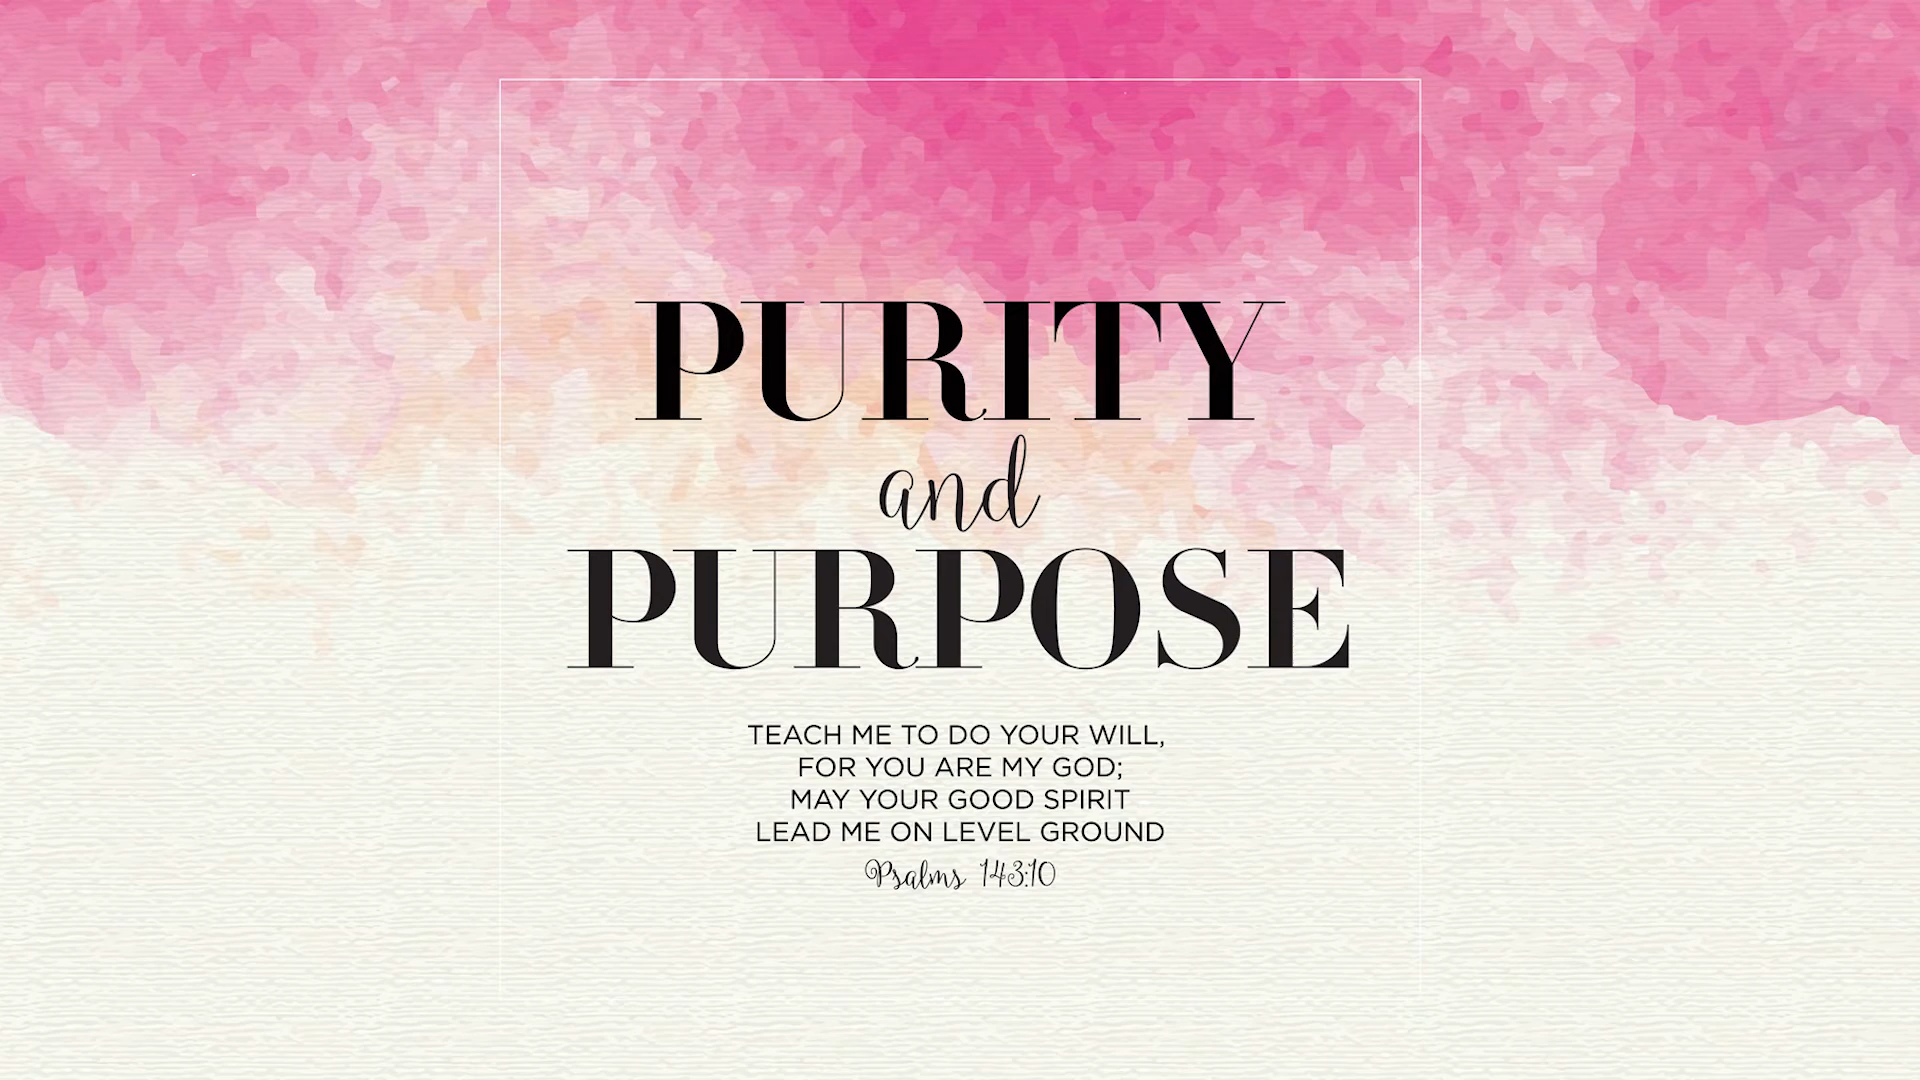 PURITY
and
PURPOSE
TEACH ME TO DO YOUR WILL,
FOR YOU ARE MY GOD;
MAY YOUR GOOD SPIRIT
LEAD ME ON LEVEL GROUND
Psalms 143:10